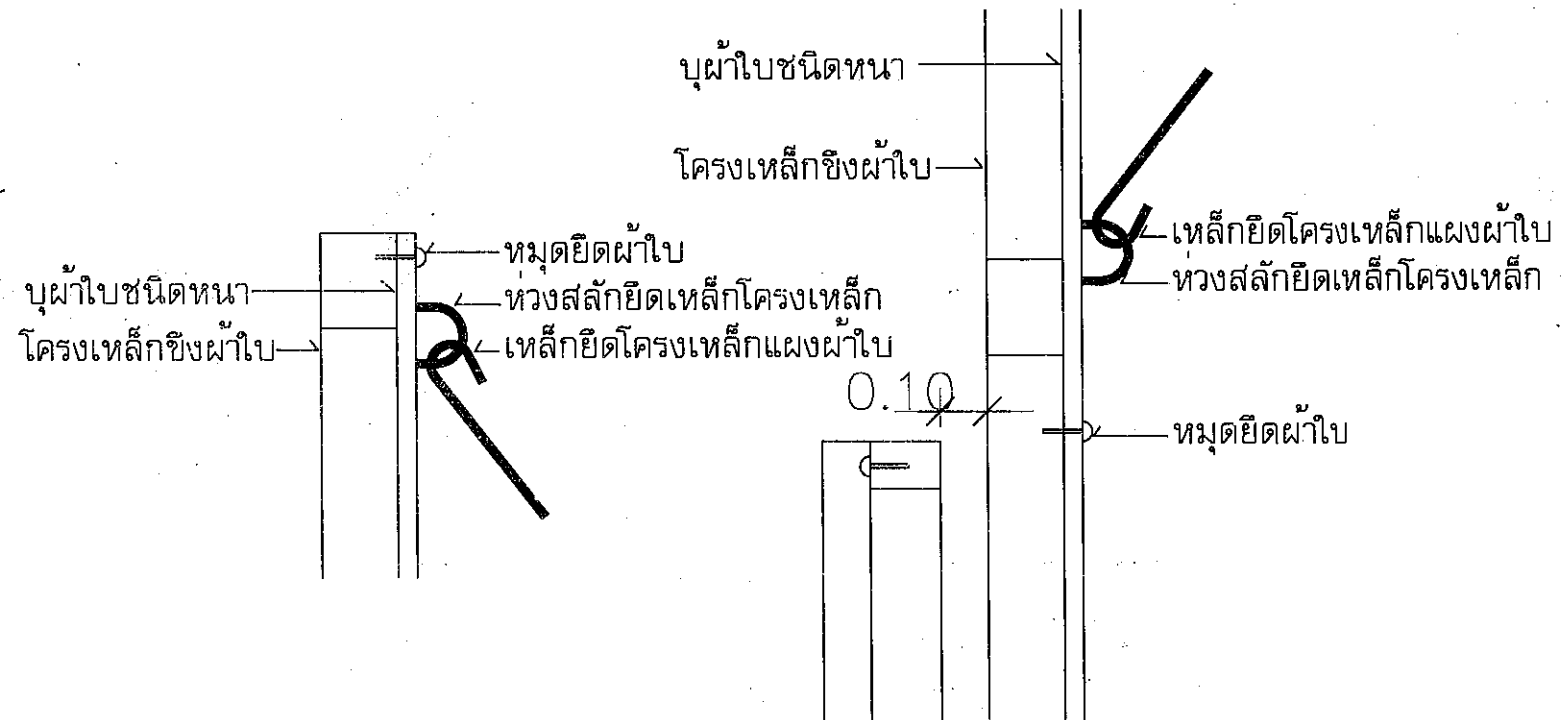 บุผ้าใบชนิดหนา
โครงเหล็กขึงผ้าใบ
เหล็กยึดโครงเหล็กแผงผ้าใบ
ห่วงสลักยึดเหล็กโครงเหล็ก
หมุดยึดผ้าใบ
บุผ้าใบชนิดหนา
ห่วงสลักยึดเหล็กโครงเหล็ก
โครงเหล็กขึงผ้าใบ
เหล็กยึดโครงเหล็กแผงผ้าใบ
0.10
หมุดยึดผ้าใบ